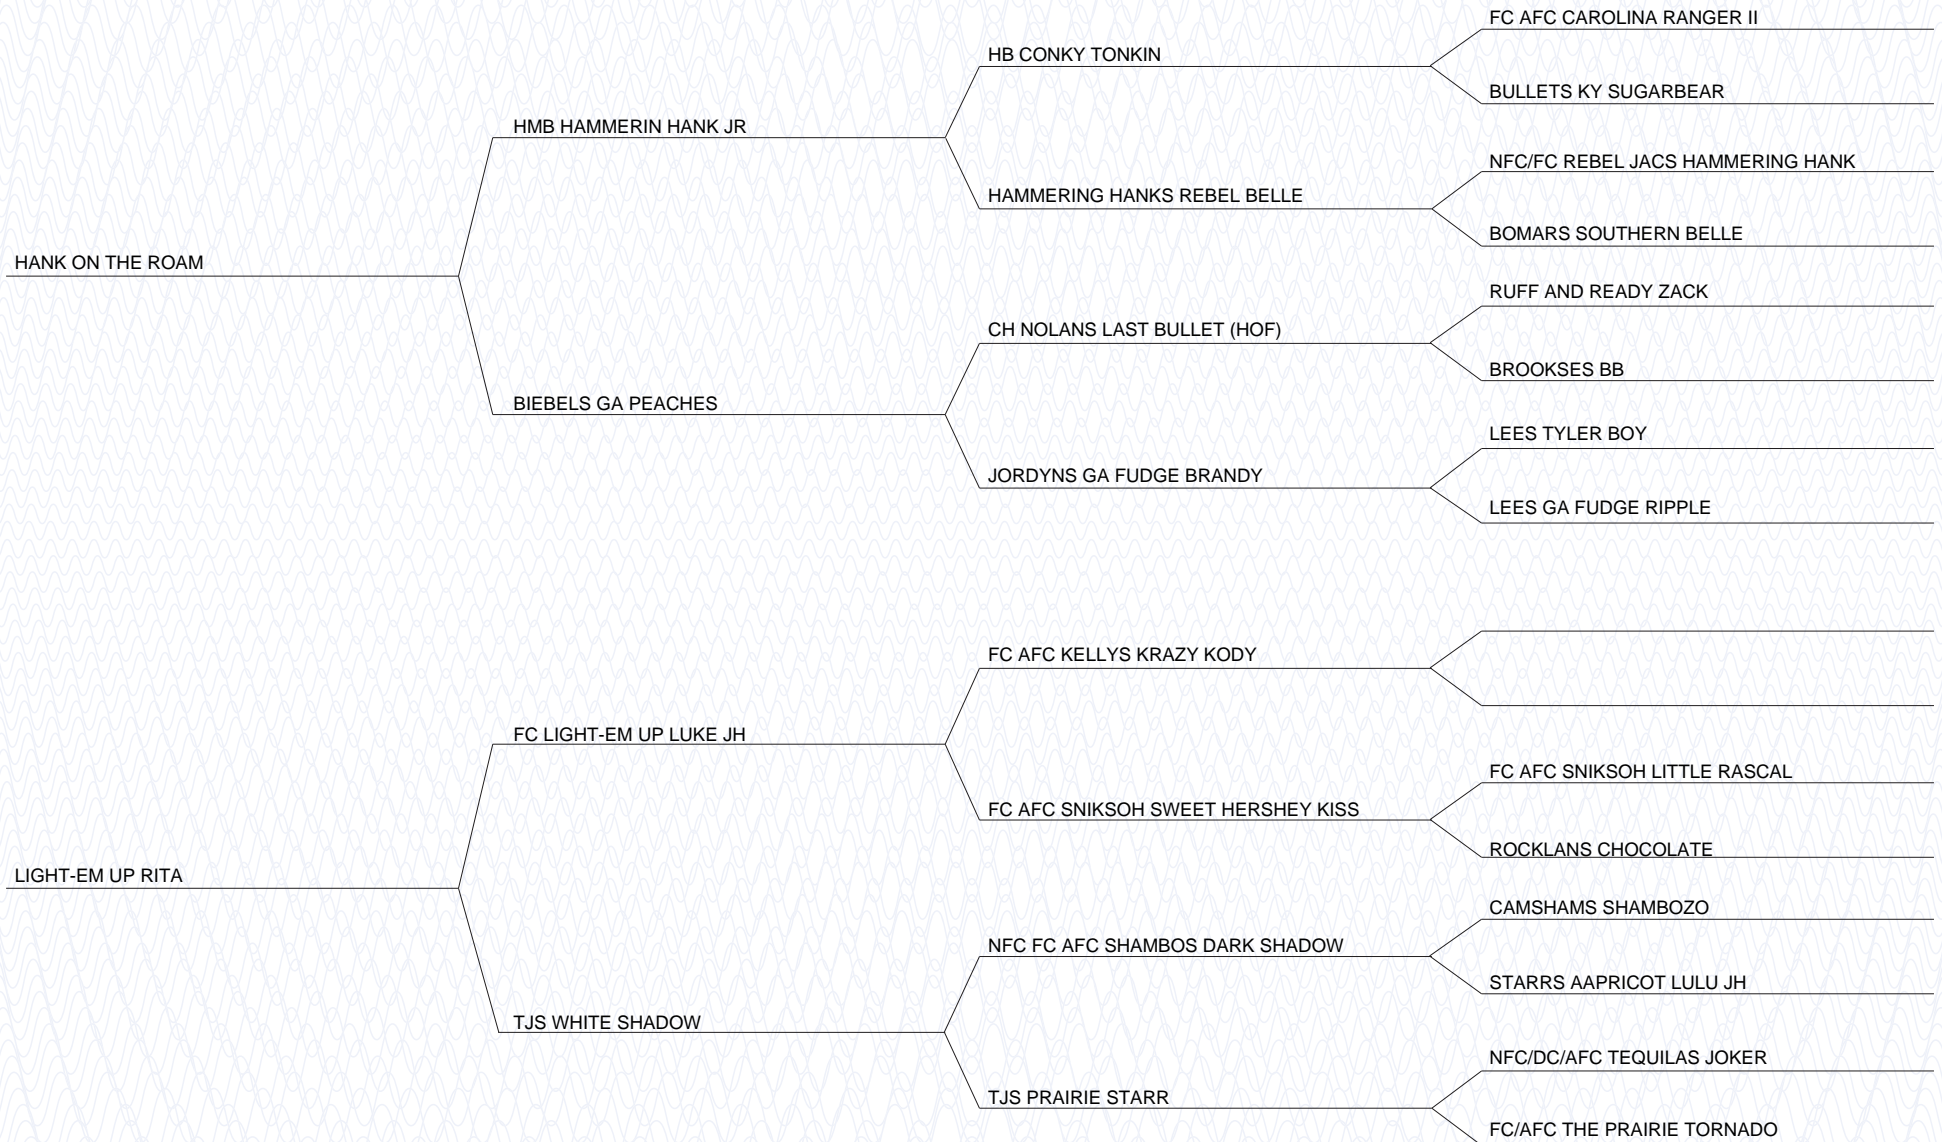 FC AFC CAROLINA RANGER II
HB CONKY TONKIN
BULLETS KY SUGARBEAR
HMB HAMMERIN HANK JR
NFC/FC REBEL JACS HAMMERING HANK
HAMMERING HANKS REBEL BELLE
BOMARS SOUTHERN BELLE
HANK ON THE ROAM
RUFF AND READY ZACK
CH NOLANS LAST BULLET (HOF)
BROOKSES BB
BIEBELS GA PEACHES
LEES TYLER BOY
JORDYNS GA FUDGE BRANDY
LEES GA FUDGE RIPPLE
FC AFC KELLYS KRAZY KODY
FC LIGHT-EM UP LUKE JH
FC AFC SNIKSOH LITTLE RASCAL
FC AFC SNIKSOH SWEET HERSHEY KISS
ROCKLANS CHOCOLATE
LIGHT-EM UP RITA
CAMSHAMS SHAMBOZO
NFC FC AFC SHAMBOS DARK SHADOW
STARRS AAPRICOT LULU JH
TJS WHITE SHADOW
NFC/DC/AFC TEQUILAS JOKER
TJS PRAIRIE STARR
FC/AFC THE PRAIRIE TORNADO